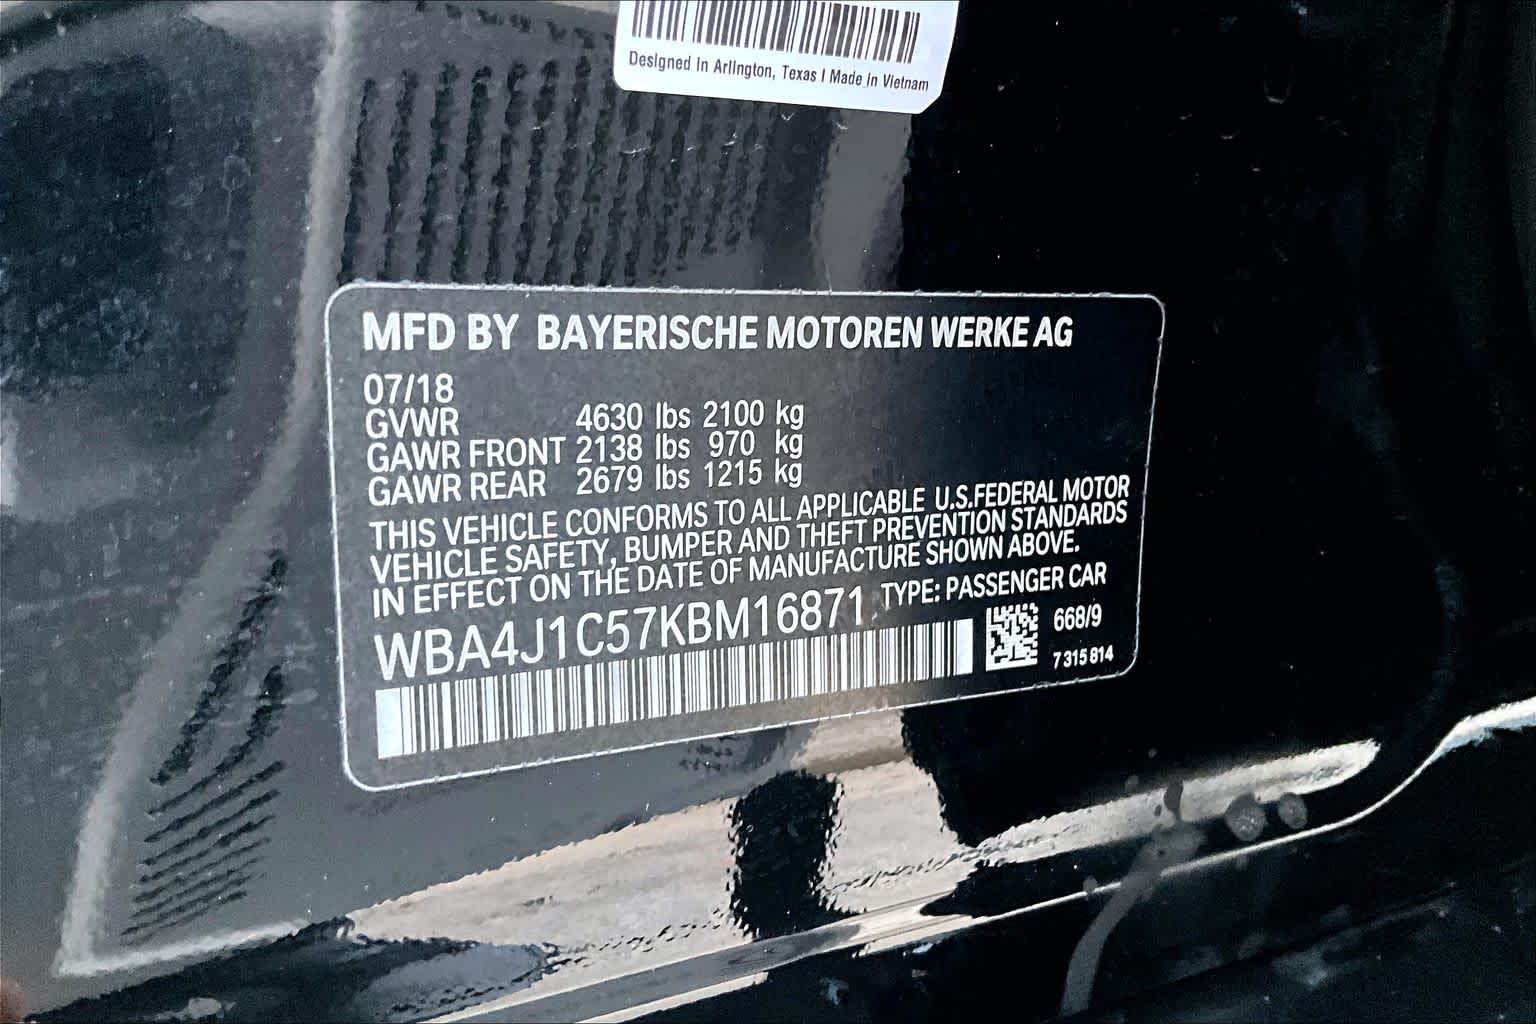 Designed In Arlington, Texas | Made in Vietnam
MFD BY BAYERISCHE MOTOREN WERKE AG
07/18
GVWR 4630 lbs 2100 kg
GAWR FRONT 2138 lbs 970 kg
GAWR REAR 2679 lbs 1215 kg
THIS VEHICLE CONFORMS TO ALL APPLICABLE U.S.FEDERAL MOTOR
VEHICLE SAFETY, BUMPER AND THEFT PREVENTION STANDARDS
IN EFFECT ON THE DATE OF MANUFACTURE SHOWN ABOVE.
WBA4J1C57KBM16871 TYPE: PASSENGER CAR
668/9
7 315 814